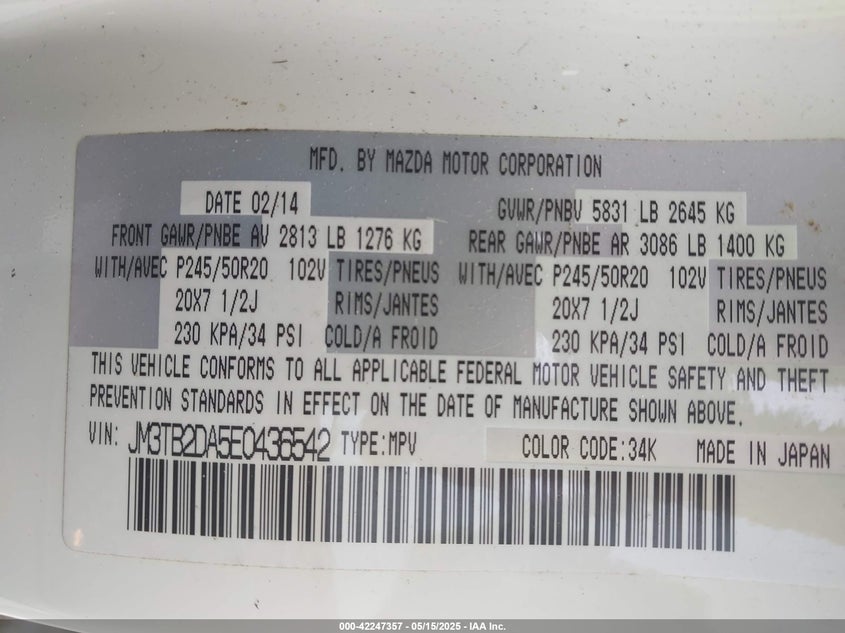 MFD. BY MAZDA MOTOR CORPORATION
DATE 02/14 GVWR/PNBV 5831 LB 2645 KG
FRONT GAWR/PNBE AV 2813 LB 1276 KG REAR GAWR/PNBE AR 3086 LB 1400 KG
WITH/AVEC P245/50R20 102V TIRES/PNEUS WITH/AVEC P245/50R20 102V TIRES/PNEUS
20X7 1/2J RIMS/JANTES 20X7 1/2J RIMS/JANTES
230 KPA/34 PSI COLD/A FROID 230 KPA/34 PSI COLD/A FROID
THIS VEHICLE CONFORMS TO ALL APPLICABLE FEDERAL MOTOR VEHICLE SAFETY AND THEFT
PREVENTION STANDARDS IN EFFECT ON THE DATE OF MANUFACTURE SHOWN ABOVE.
VIN: JM3TB2DA5E0436542 TYPE:MPV COLOR CODE:34K MADE IN JAPAN
000-42247357 - 05/15/2025 - IAA Inc.